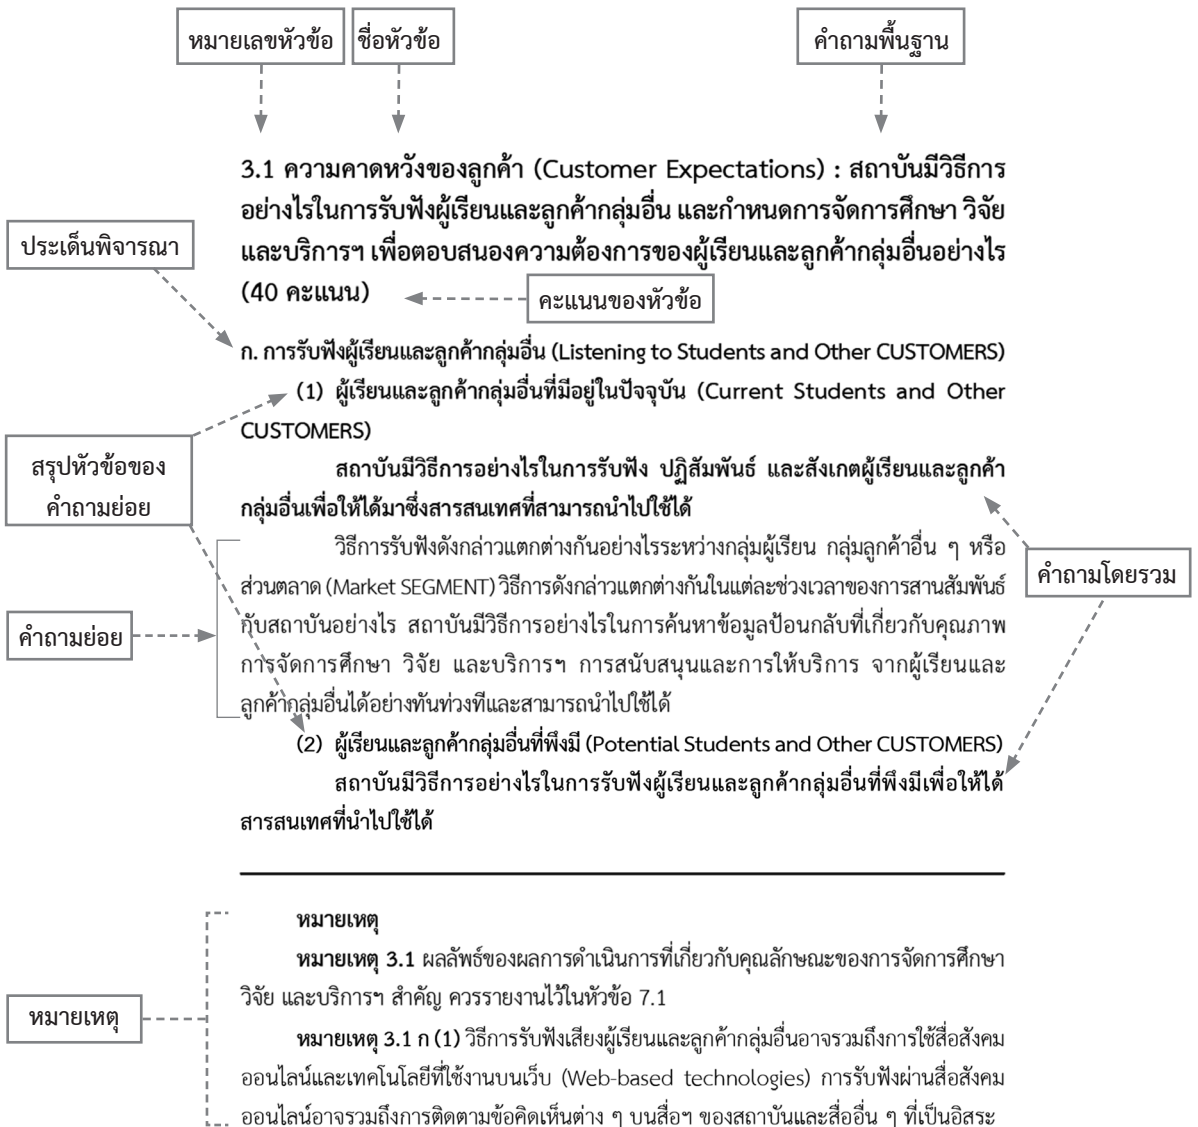 หมายเลขหัวข้อ
ชื่อหัวข้อ
คำถามพื้นฐาน
3.1 ความคาดหวังของลูกค้า (Customer Expectations) : สถาบันมีวิธีการ
อย่างไรในการรับฟังผู้เรียนและลูกค้ากลุ่มอื่น และกำหนดการจัดการศึกษา วิจัย
และบริการฯ เพื่อตอบสนองความต้องการของผู้เรียนและลูกค้ากลุ่มอื่นอย่างไร
(40 คะแนน)
ประเด็นพิจารณา
คะแนนของหัวข้อ
ก. การรับฟังผู้เรียนและลูกค้ากลุ่มอื่น (Listening to Students and Other CUSTOMERS)
(1) ผู้เรียนและลูกค้ากลุ่มอื่นที่มีอยู่ในปัจจุบัน (Current Students and Other
CUSTOMERS)
สรุปหัวข้อของ
คำถามย่อย
สถาบันมีวิธีการอย่างไรในการรับฟัง ปฏิสัมพันธ์ และสังเกตผู้เรียนและลูกค้า
กลุ่มอื่นเพื่อให้ได้มาซึ่งสารสนเทศที่สามารถนำไปใช้ได้
คำถามโดยรวม
วิธีการรับฟังดังกล่าวแตกต่างกันอย่างไรระหว่างกลุ่มผู้เรียน กลุ่มลูกค้าอื่น ๆ หรือ
ส่วนตลาด (Market SEGMENT) วิธีการดังกล่าวแตกต่างกันในแต่ละช่วงเวลาของการสานสัมพันธ์
กับสถาบันอย่างไร สถาบันมีวิธีการอย่างไรในการค้นหาข้อมูลป้อนกลับที่เกี่ยวกับคุณภาพ
การจัดการศึกษา วิจัย และบริการฯ การสนับสนุนและการให้บริการ จากผู้เรียนและ
ลูกค้ากลุ่มอื่นได้อย่างทันท่วงทีและสามารถนำไปใช้ได้
คำถามย่อย
(2) ผู้เรียนและลูกค้ากลุ่มอื่นที่พึงมี (Potential Students and Other CUSTOMERS)
สถาบันมีวิธีการอย่างไรในการรับฟังผู้เรียนและลูกค้ากลุ่มอื่นที่พึงมีเพื่อให้ได้
สารสนเทศที่นำไปใช้ได้
หมายเหตุ
หมายเหตุ
หมายเหตุ 3.1 ผลลัพธ์ของผลการดำเนินการที่เกี่ยวกับคุณลักษณะของการจัดการศึกษา
วิจัย และบริการฯ สำคัญ ควรรายงานไว้ในหัวข้อ 7.1
หมายเหตุ 3.1 ก (1) วิธีการรับฟังเสียงผู้เรียนและลูกค้ากลุ่มอื่นอาจรวมถึงการใช้สื่อสังคม
ออนไลน์และเทคโนโลยีที่ใช้งานบนเว็บ (Web-based technologies) การรับฟังผ่านสื่อสังคม
ออนไลน์อาจรวมถึงการติดตามข้อคิดเห็นต่าง ๆ บนสื่อฯ ของสถาบันและสื่ออื่น ๆ ที่เป็นอิสระ